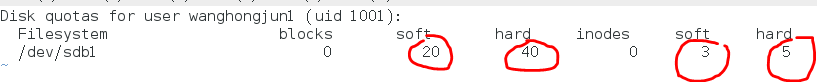 Disk quotas for user wanghongjun1 (uid 1001):
Filesystem blocks soft hard inodes soft hard
/dev/sdb1 0 20 40 0 3 5
~